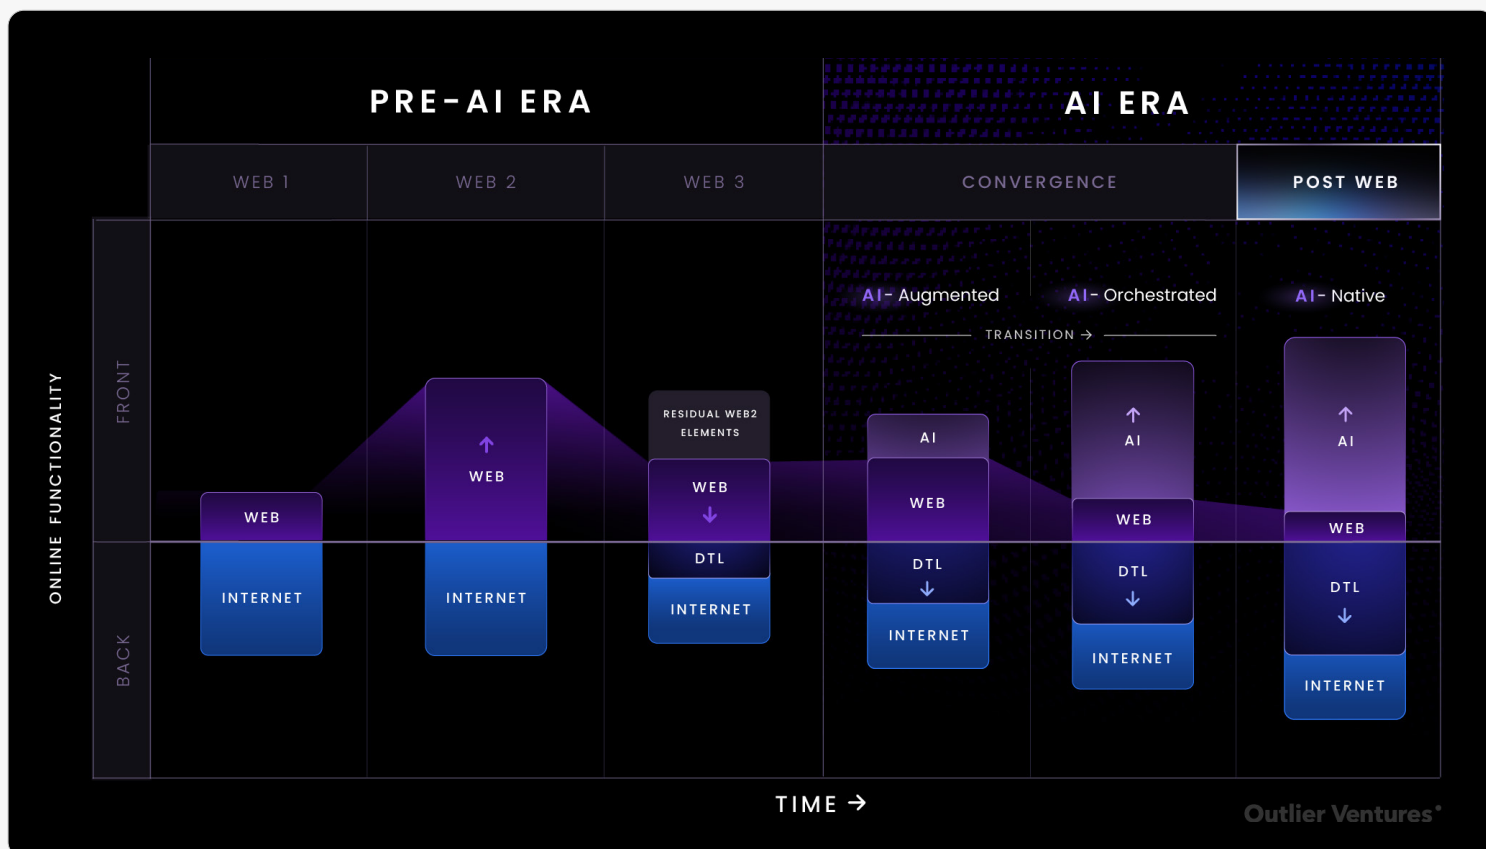 PRE-AI ERA
AI ERA
WEB 1
WEB 2
WEB 3
CONVERGENCE
POST WEB
AI - Augmented
AI - Orchestrated
AI - Native
TRANSITION →
ONLINE FUNCTIONALITY
FRONT
BACK
WEB
INTERNET
↑
WEB
INTERNET
RESIDUAL WEB2
ELEMENTS
WEB
↓
DTL
INTERNET
AI
WEB
DTL
↓
INTERNET
↑
AI
WEB
DTL
↓
INTERNET
↑
AI
WEB
DTL
↓
INTERNET
TIME →
Outlier Ventures